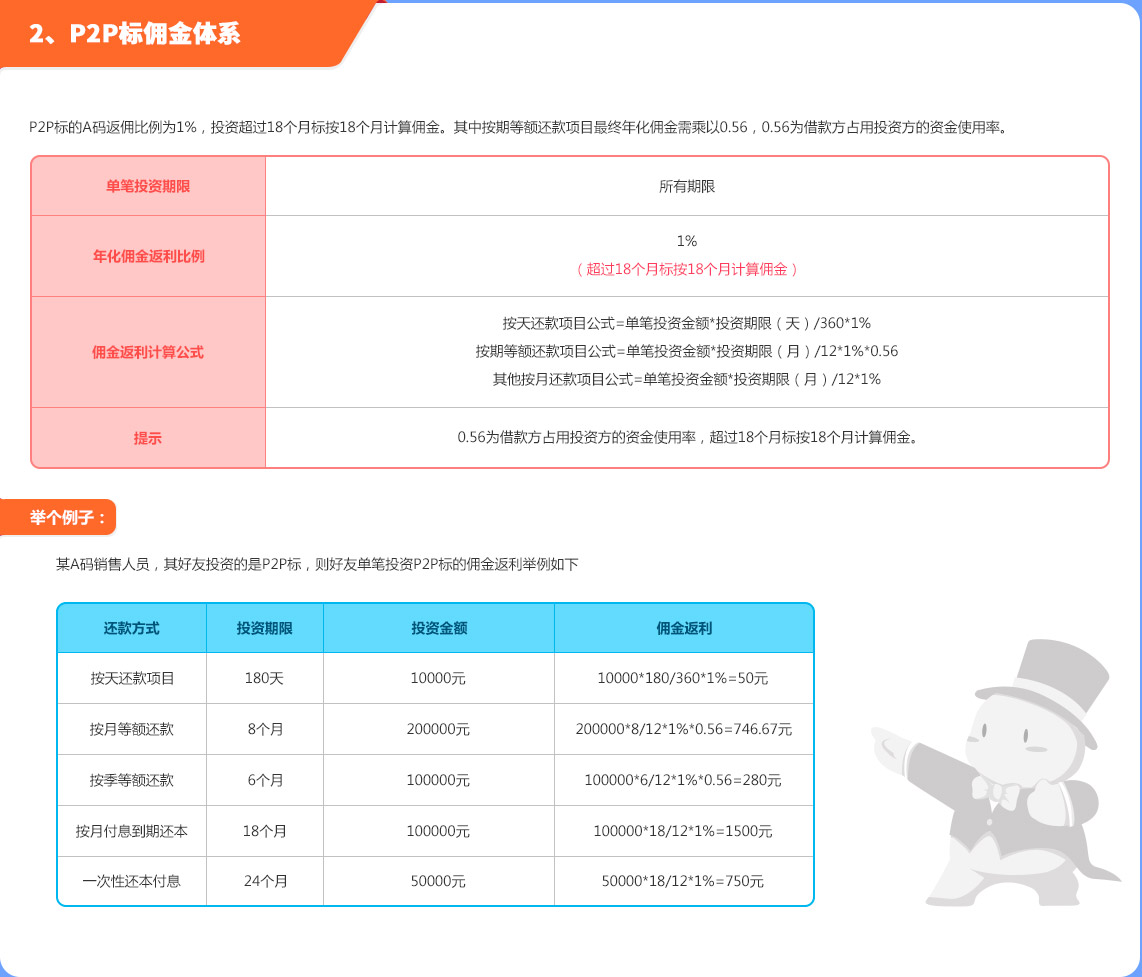 2、P2P标佣金体系
P2P标的A码返佣比例为1%，投资超过18个月标按18个月计算佣金。其中按期等额还款项目最终年化佣金需乘以0.56，0.56为借款方占用投资方的资金使用率。
单笔投资期限
所有期限
年化佣金返利比例
1%
（超过18个月标按18个月计算佣金）
佣金返利计算公式
按天还款项目公式=单笔投资金额*投资期限（天）/360*1%
按期等额还款项目公式=单笔投资金额*投资期限（月）/12*1%*0.56
其他按月还款项目公式=单笔投资金额*投资期限（月）/12*1%
提示
0.56为借款方占用投资方的资金使用率，超过18个月标按18个月计算佣金。
举个例子：
某A码销售人员，其好友投资的是P2P标，则好友单笔投资P2P标的佣金返利举例如下
还款方式 投资期限 投资金额 佣金返利
按天还款项目 180天 10000元 10000*180/360*1%=50元
按月等额还款 8个月 200000元 200000*8/12*1%*0.56=746.67元
按季等额还款 6个月 100000元 100000*6/12*1%*0.56=280元
按月付息到期还本 18个月 100000元 100000*18/12*1%=1500元
一次性还本付息 24个月 50000元 50000*18/12*1%=750元